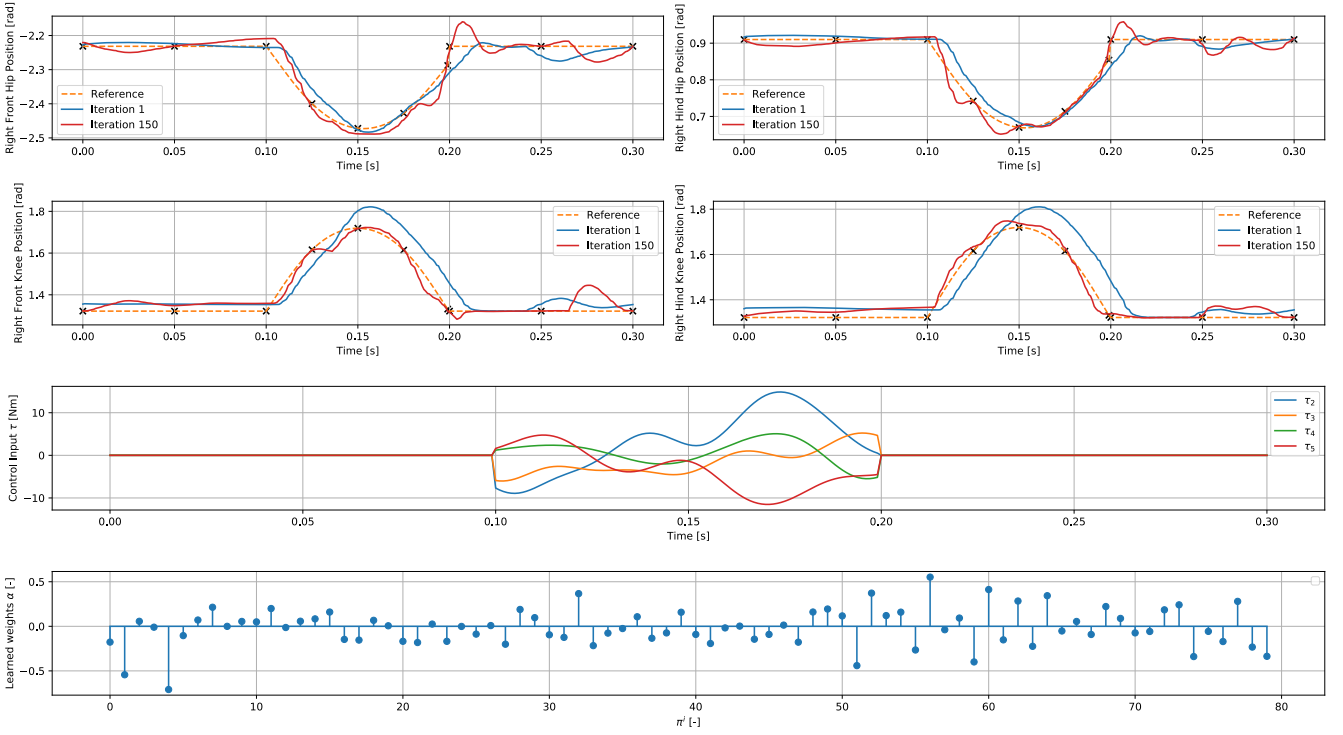 Right Front Hip Position [rad]
−2.2
−2.3
−2.4
−2.5
Reference
Iteration 1
Iteration 150
0.00 0.05 0.10 0.15 0.20 0.25 0.30
Time [s]
Right Hind Hip Position [rad]
0.9
0.8
0.7
Reference
Iteration 1
Iteration 150
0.00 0.05 0.10 0.15 0.20 0.25 0.30
Time [s]
Right Front Knee Position [rad]
1.8
1.6
1.4
Reference
Iteration 1
Iteration 150
0.00 0.05 0.10 0.15 0.20 0.25 0.30
Time [s]
Right Hind Knee Position [rad]
1.8
1.6
1.4
Reference
Iteration 1
Iteration 150
0.00 0.05 0.10 0.15 0.20 0.25 0.30
Time [s]
Control Input τ [Nm]
10
0
−10
τ₂
τ₃
τ₄
τ₅
0.00 0.05 0.10 0.15 0.20 0.25 0.30
Time [s]
Learned weights α [-]
0.5
0.0
−0.5
0 10 20 30 40 50 60 70 80
πⁱ [-]